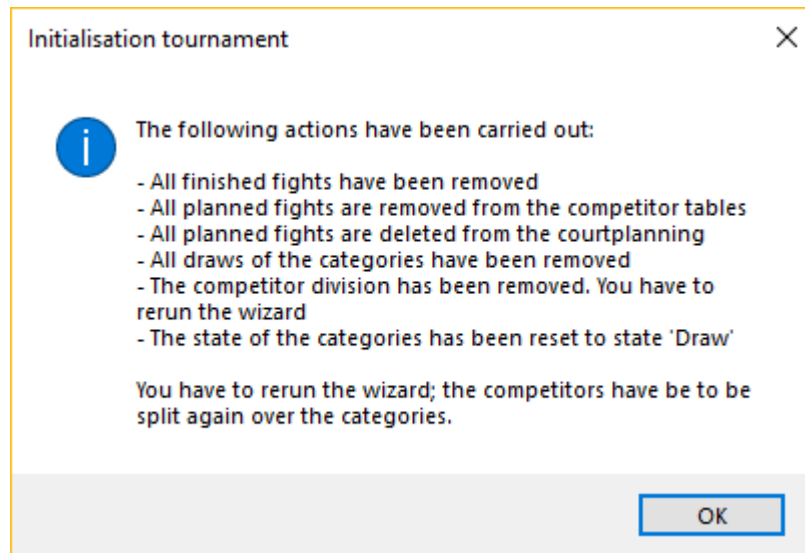 Initialisation tournament
The following actions have been carried out:
- All finished fights have been removed
- All planned fights are removed from the competitor tables
- All planned fights are deleted from the courtplanning
- All draws of the categories have been removed
- The competitor division has been removed. You have to
rerun the wizard
- The state of the categories has been reset to state 'Draw'
You have to rerun the wizard; the competitors have be to be
split again over the categories.
OK